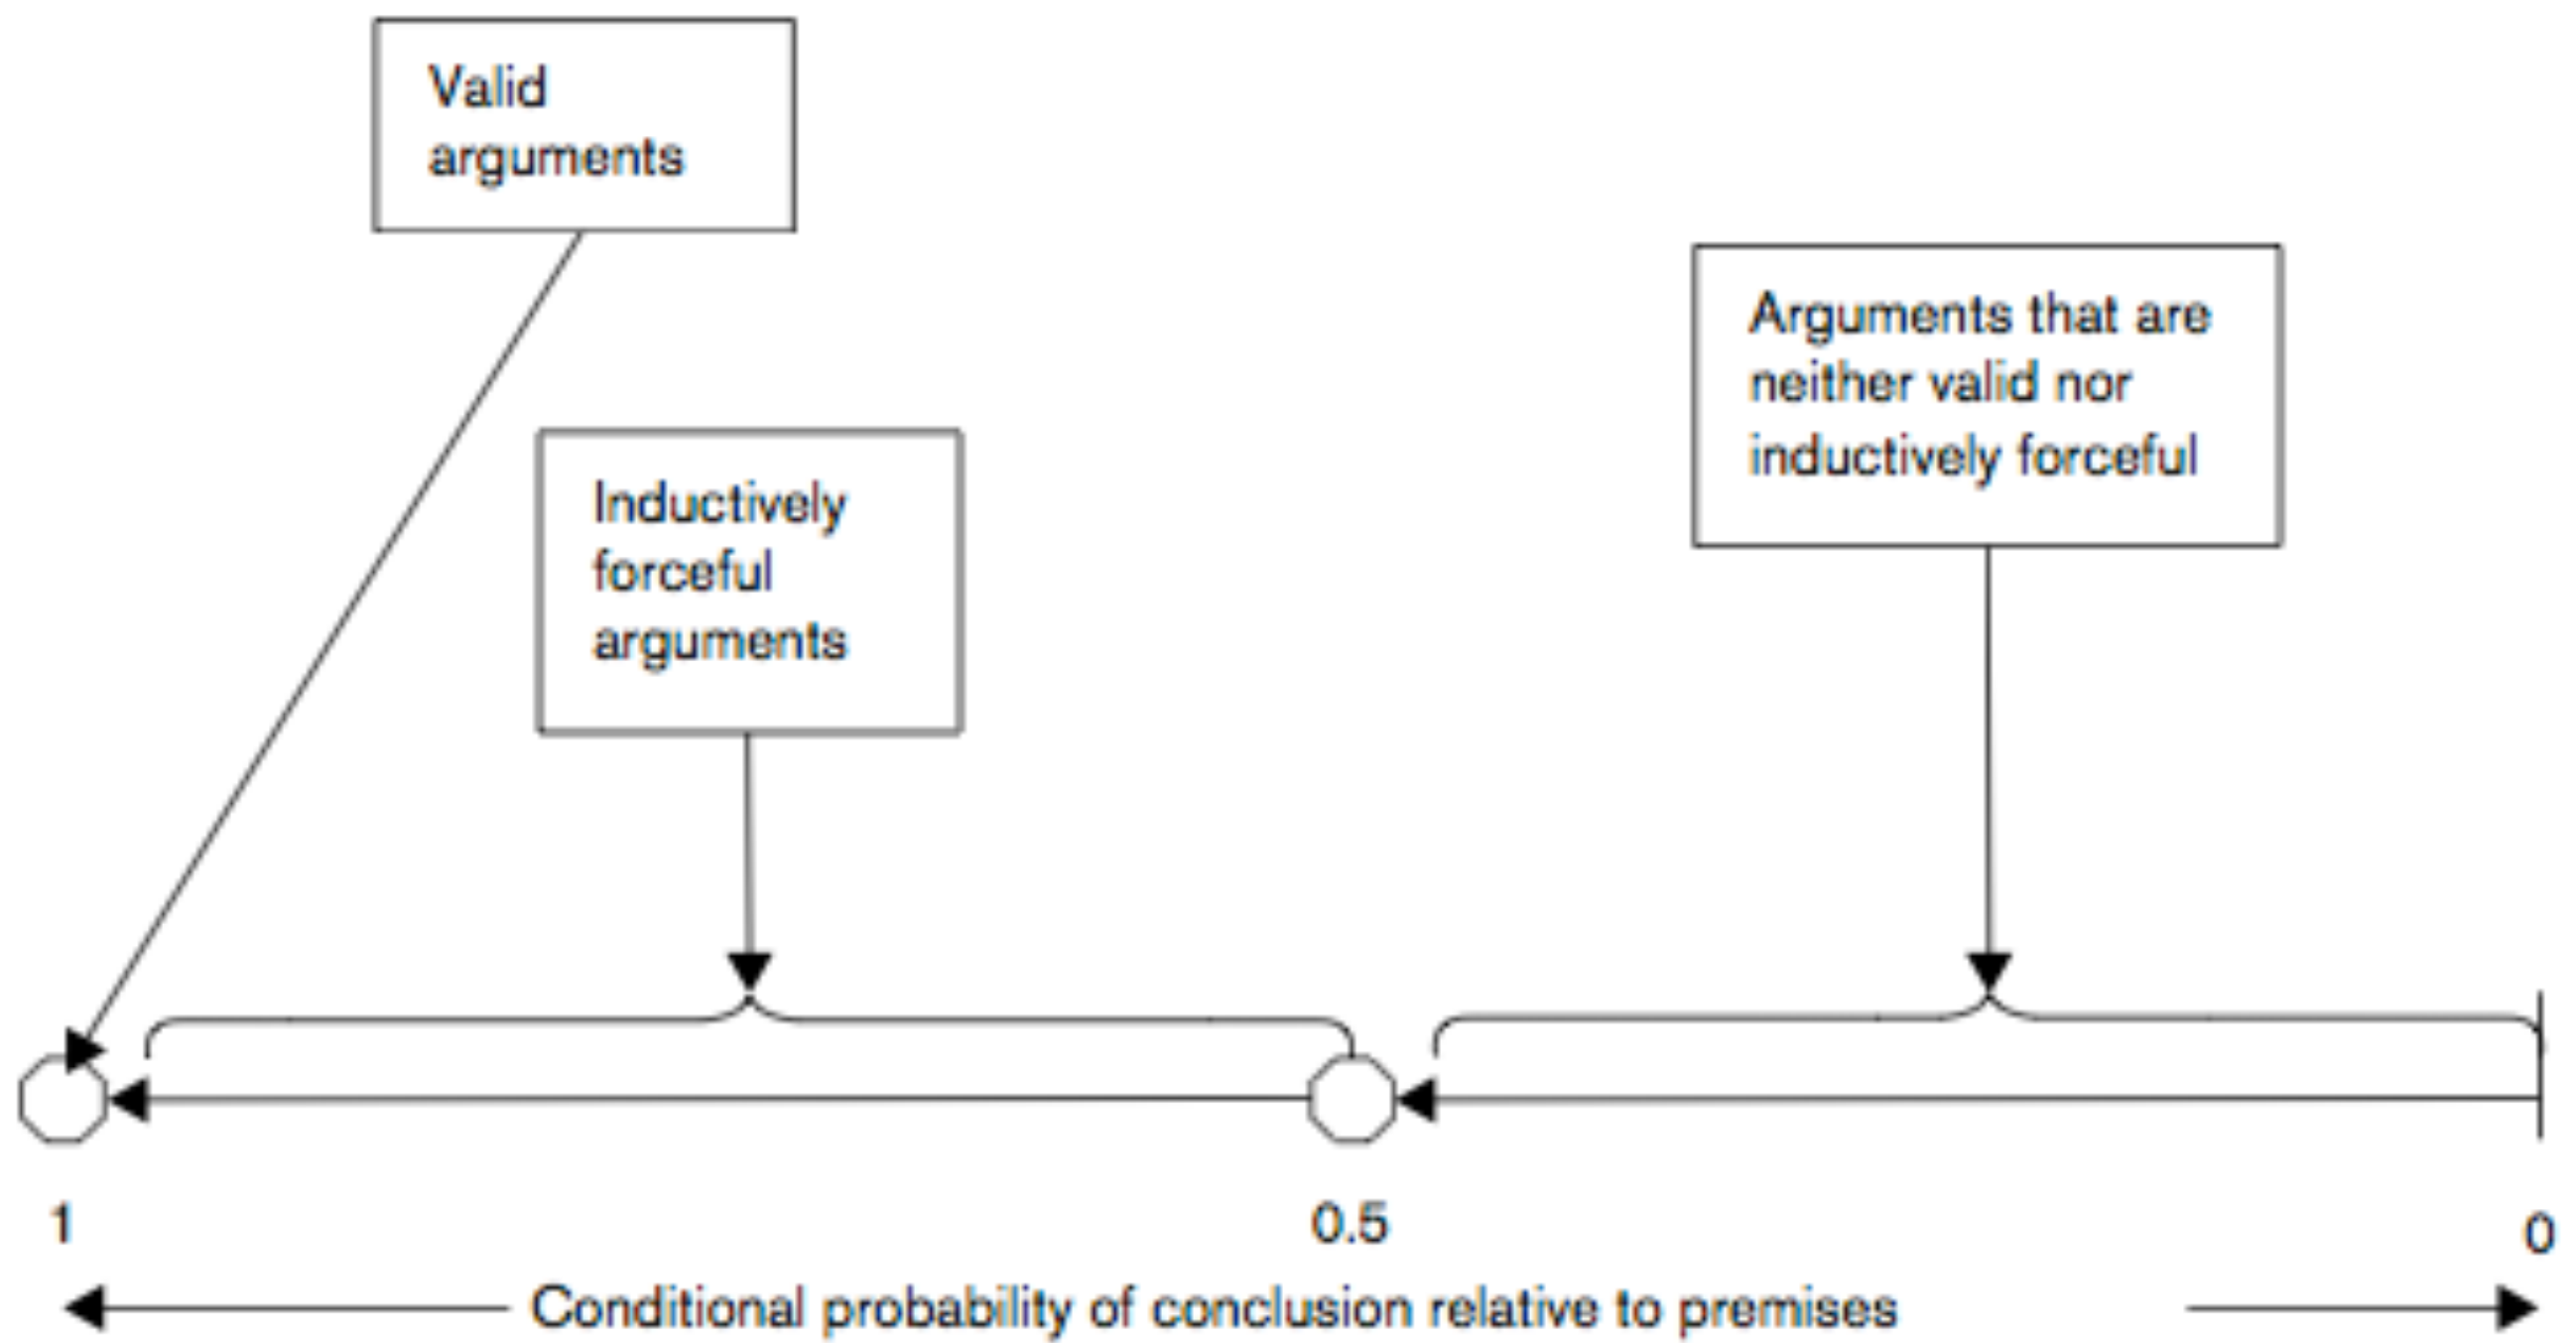 Valid
arguments
Arguments that are
neither valid nor
inductively forceful
Inductively
forceful
arguments
1
0.5
0
Conditional probability of conclusion relative to premises